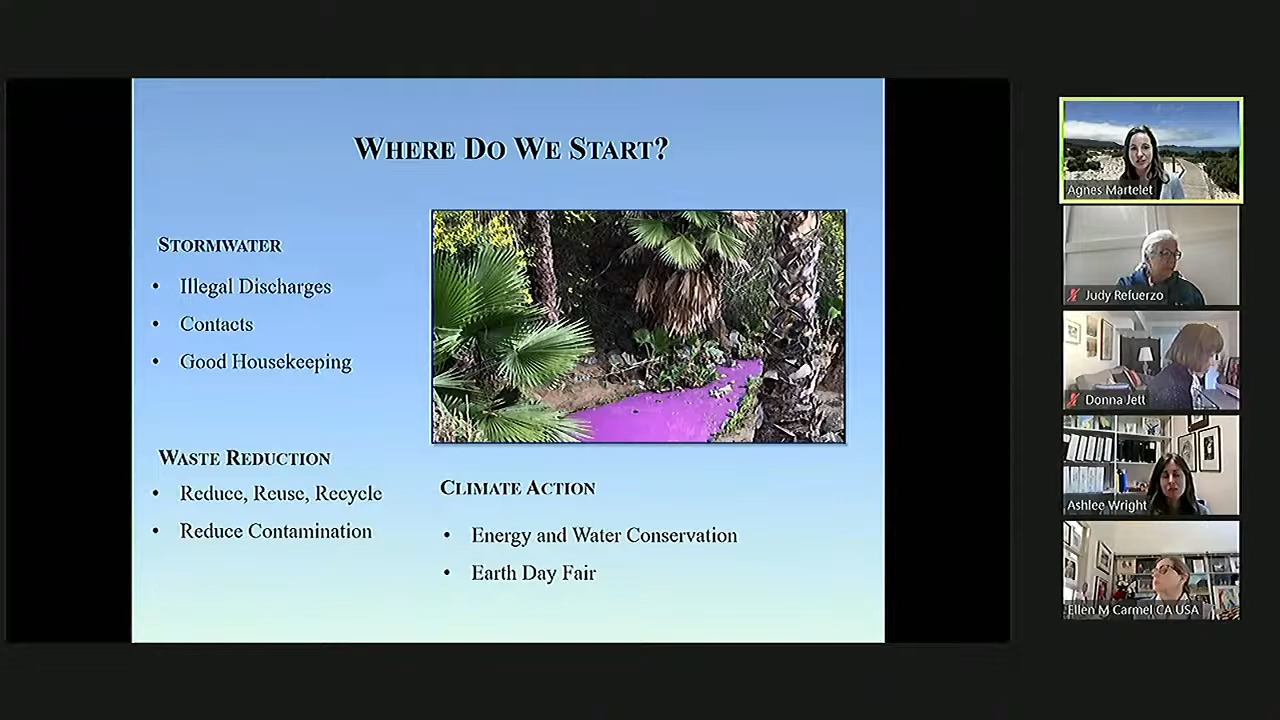 WHERE DO WE START?
STORMWATER
• Illegal Discharges
• Contacts
• Good Housekeeping
WASTE REDUCTION
• Reduce, Reuse, Recycle
• Reduce Contamination
CLIMATE ACTION
• Energy and Water Conservation
• Earth Day Fair
Agnes Martelet
Judy Refuerzo
Donna Jett
Ashlee Wright
Ellen M Carmel CA USA